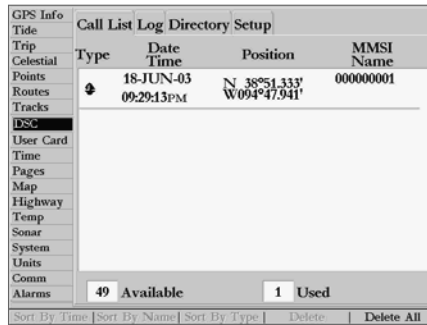 GPS Info
Tide
Trip
Celestial
Points
Routes
Tracks
DSC
User Card
Time
Pages
Map
Highway
Temp
Sonar
System
Units
Comm
Alarms
Call List Log Directory Setup
Type Date Time Position MMSI Name
18-JUN-03 N 38°51.333' 000000001
09:29:13PM W094°47.941'
49 Available 1 Used
Sort By Time Sort By Name Sort By Type Delete Delete All